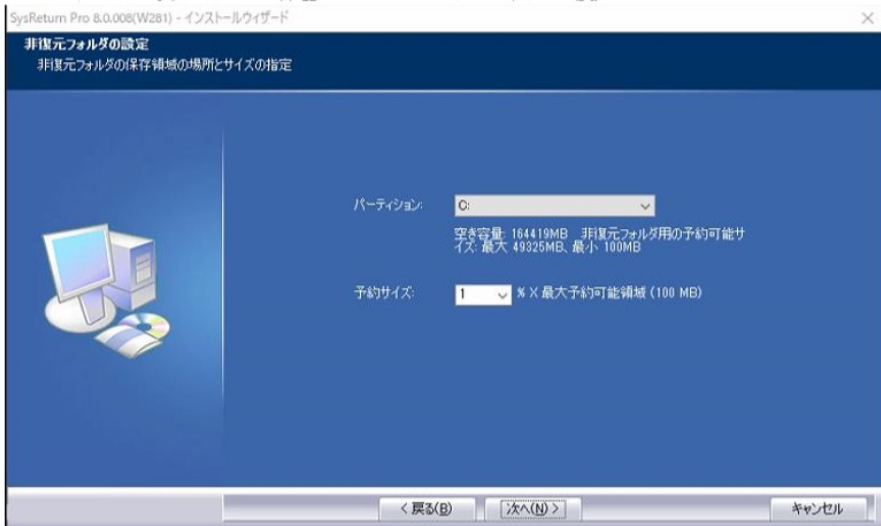 SysReturn Pro 8.0.008(W281) - インストールウィザード
非復元フォルダの設定
非復元フォルダの保存領域の場所とサイズの指定
パーティション: C:
空き容量: 164419MB 非復元フォルダ用の予約可能サ
イズ: 最大 49325MB、最小 100MB
予約サイズ: 1 % X 最大予約可能領域 (100 MB)
< 戻る(B) 次へ(N) > キャンセル